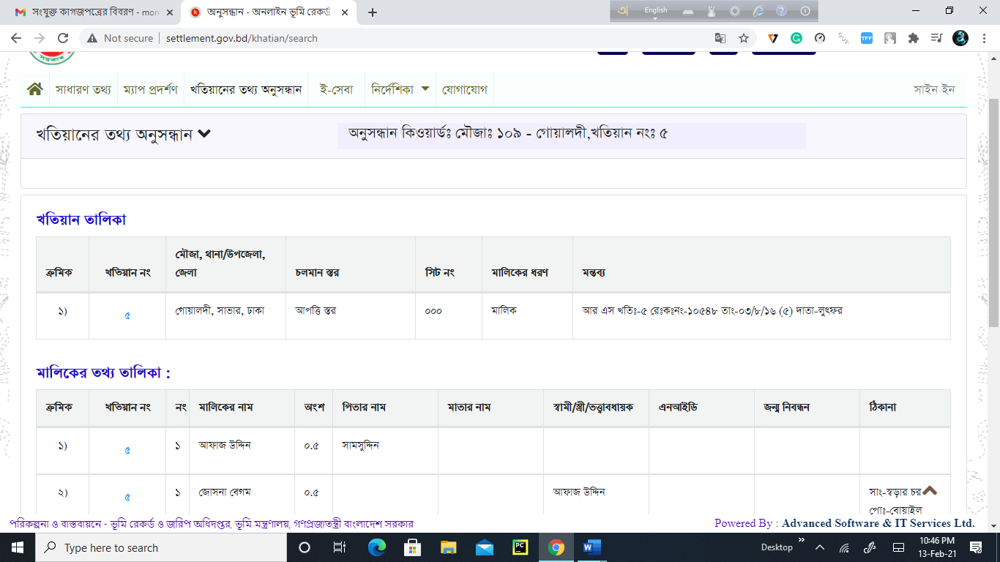 সংযুক্ত কাগজপত্রের বিবরণ - mon
অনুসন্ধান - অনলাইন ভূমি রেকর্ড
English
Not secure | settlement.gov.bd/khatian/search
সরকার
সাধারণ তথ্য ম্যাপ প্রদর্শণ খতিয়ানের তথ্য অনুসন্ধান ই-সেবা নির্দেশিকা যোগাযোগ সাইন ইন
খতিয়ানের তথ্য অনুসন্ধান
অনুসন্ধান কিওয়ার্ডঃ মৌজাঃ ১০৯ - গোয়ালদী,খতিয়ান নংঃ ৫
খতিয়ান তালিকা
ক্রমিক খতিয়ান নং মৌজা, থানা/উপজেলা, জেলা চলমান স্তর সিট নং মালিকের ধরণ মন্তব্য
১) ৫ গোয়ালদী, সাভার, ঢাকা আপত্তি স্তর ০০০ মালিক আর এস খতিঃ-৫ রেঃকঃনং-১০৫৪৮ তাং-০৩/৮/১৬ (৫) দাতা-লুৎফর
মালিকের তথ্য তালিকা :
ক্রমিক খতিয়ান নং নং মালিকের নাম অংশ পিতার নাম মাতার নাম স্বামী/স্ত্রী/তত্ত্বাবধায়ক এনআইডি জন্ম নিবন্ধন ঠিকানা
১) ৫ ১ আফাজ উদ্দিন ০.৫ সামসুদ্দিন
২) ৫ ১ জোসনা বেগম ০.৫ আফাজ উদ্দিন সাং-স্বড়ার চর
পোঃ-বোয়াইল
পরিকল্পনা ও বাস্তবায়নে - ভূমি রেকর্ড ও জরিপ অধিদপ্তর, ভূমি মন্ত্রণালয়, গণপ্রজাতন্ত্রী বাংলাদেশ সরকার
Powered By : Advanced Software & IT Services Ltd.
Type here to search
Desktop
10:46 PM
13-Feb-21